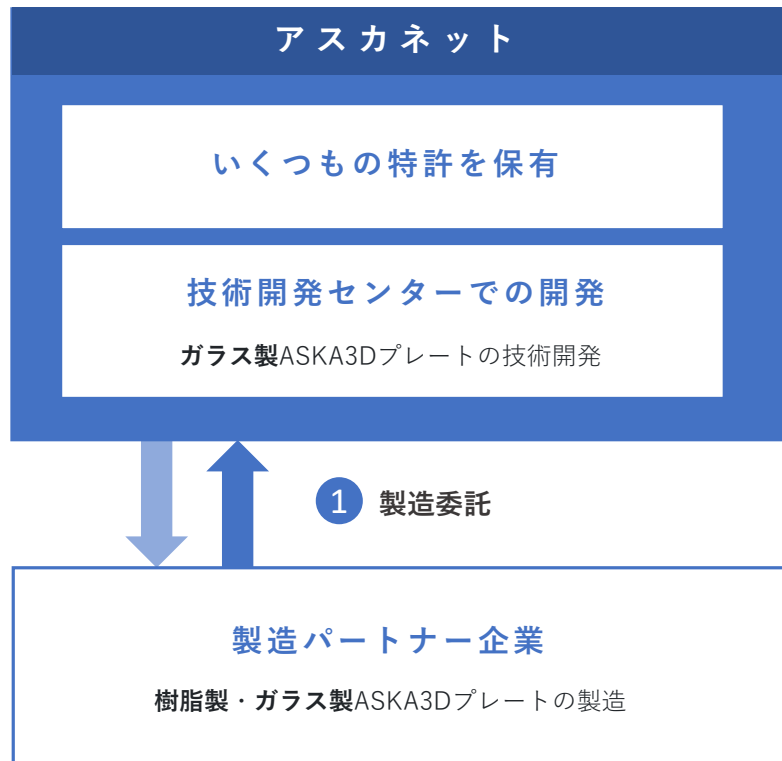 アスカネット
いくつもの特許を保有
技術開発センターでの開発
ガラス製ASKA3Dプレートの技術開発
1 製造委託
製造パートナー企業
樹脂製・ガラス製ASKA3Dプレートの製造